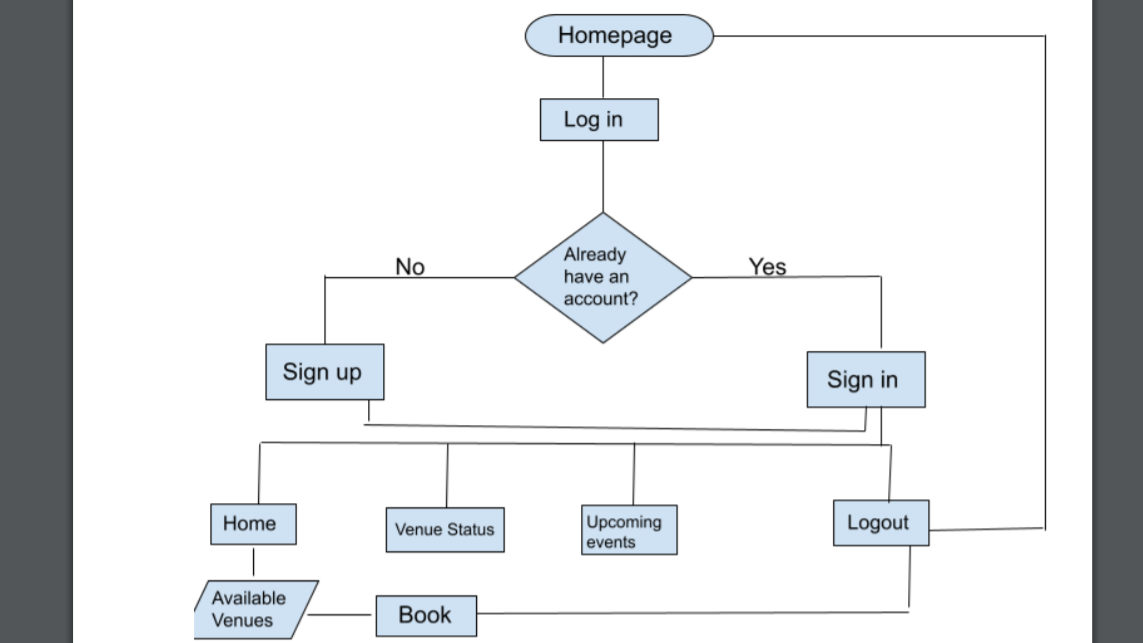 Homepage
Log in
Already
have an
account?
No
Yes
Sign up
Sign in
Home
Venue Status
Upcoming
events
Logout
Available
Venues
Book